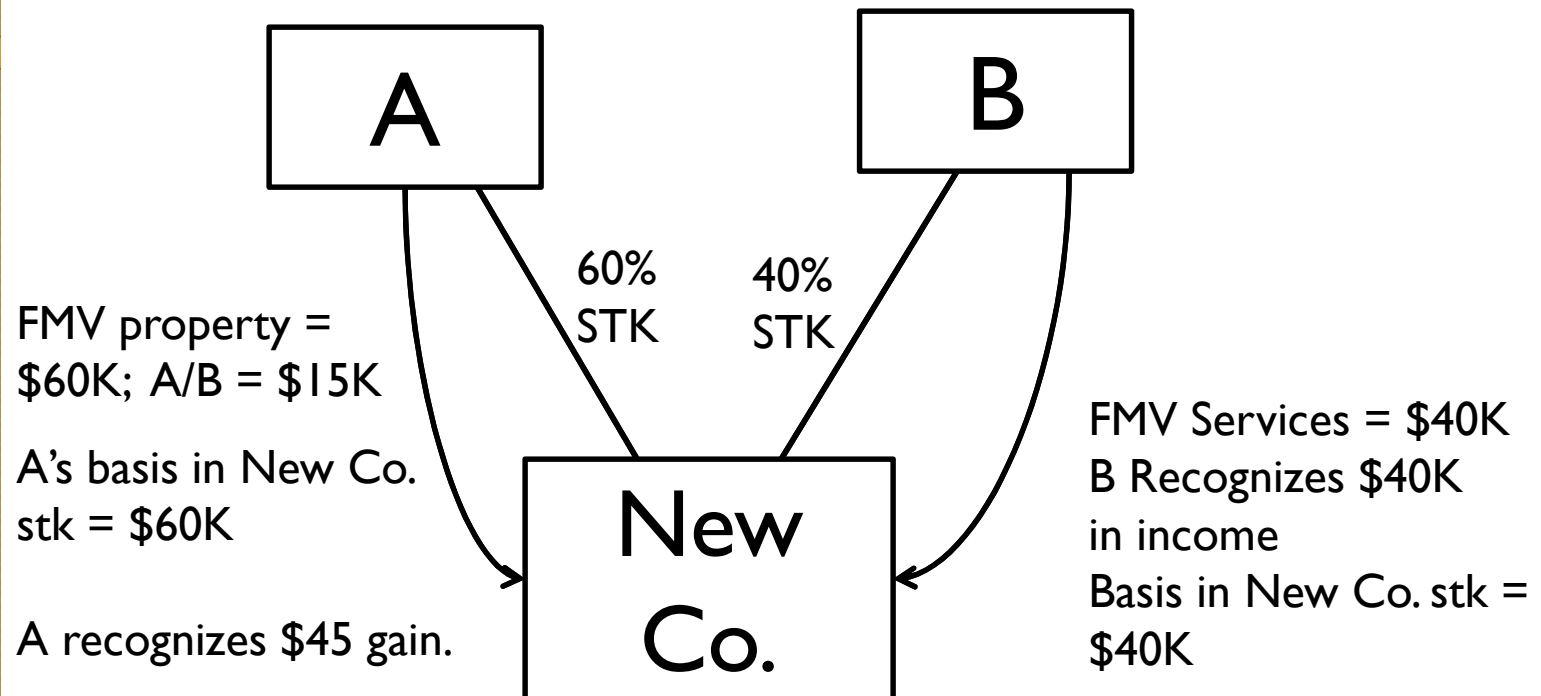 A
B
60%
STK
40%
STK
FMV property =
$60K; A/B = $15K
A’s basis in New Co.
stk = $60K
A recognizes $45 gain.
New
Co.
FMV Services = $40K
B Recognizes $40K
in income
Basis in New Co. stk =
$40K